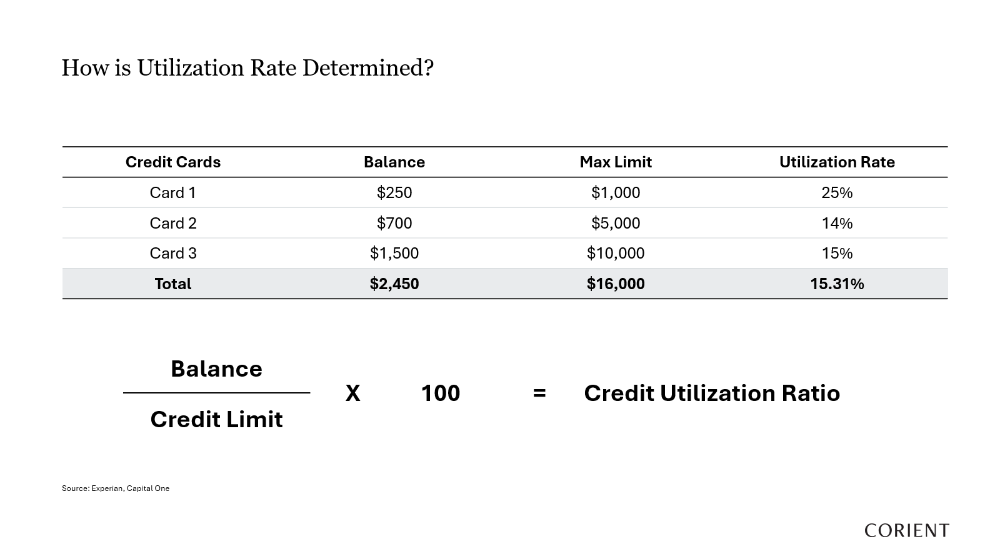 How is Utilization Rate Determined?
Credit Cards Balance Max Limit Utilization Rate
Card 1 $250 $1,000 25%
Card 2 $700 $5,000 14%
Card 3 $1,500 $10,000 15%
Total $2,450 $16,000 15.31%
Balance
Credit Limit
X 100 = Credit Utilization Ratio
Source: Experian, Capital One
CORIENT